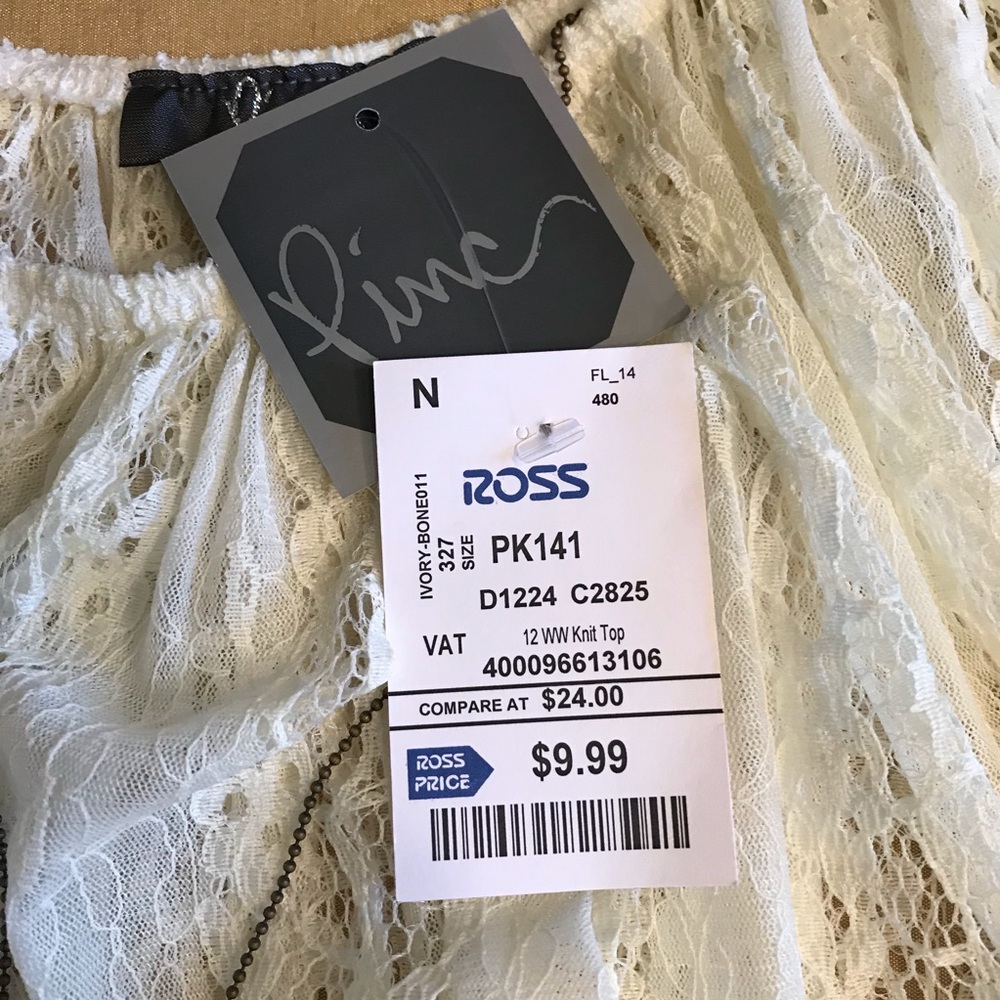 Pinc
N
FL_14
480
ROSS
IVORY-BONE011
327
SIZE
PK141
D1224 C2825
VAT
12 WW Knit Top
400096613106
COMPARE AT $24.00
ROSS
PRICE
$9.99